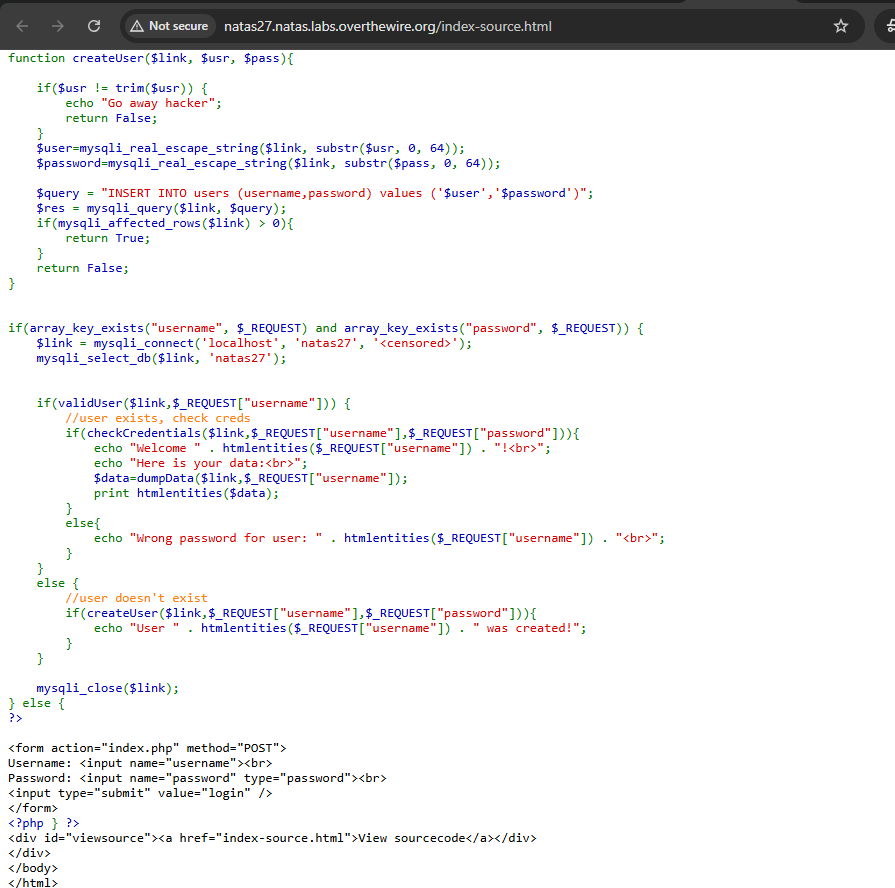 Not secure natas27.natas.labs.overthewire.org/index-source.html
function createUser($link, $usr, $pass){
if($usr != trim($usr)) {
echo "Go away hacker";
return False;
}
$user=mysqli_real_escape_string($link, substr($usr, 0, 64));
$password=mysqli_real_escape_string($link, substr($pass, 0, 64));
$query = "INSERT INTO users (username,password) values ('$user','$password')";
$res = mysqli_query($link, $query);
if(mysqli_affected_rows($link) > 0){
return True;
}
return False;
}
if(array_key_exists("username", $_REQUEST) and array_key_exists("password", $_REQUEST)) {
$link = mysqli_connect('localhost', 'natas27', '<censored>');
mysqli_select_db($link, 'natas27');
if(validUser($link,$_REQUEST["username"])) {
//user exists, check creds
if(checkCredentials($link,$_REQUEST["username"],$_REQUEST["password"])){
echo "Welcome " . htmlentities($_REQUEST["username"]) . "!<br>";
echo "Here is your data:<br>";
$data=dumpData($link,$_REQUEST["username"]);
print htmlentities($data);
}
else{
echo "Wrong password for user: " . htmlentities($_REQUEST["username"]) . "<br>";
}
}
else {
//user doesn't exist
if(createUser($link,$_REQUEST["username"],$_REQUEST["password"])){
echo "User " . htmlentities($_REQUEST["username"]) . " was created!";
}
}
mysqli_close($link);
} else {
?>
<form action="index.php" method="POST">
Username: <input name="username"><br>
Password: <input name="password" type="password"><br>
<input type="submit" value="login" />
</form>
<?php } ?>
<div id="viewsource"><a href="index-source.html">View sourcecode</a></div>
</div>
</body>
</html>